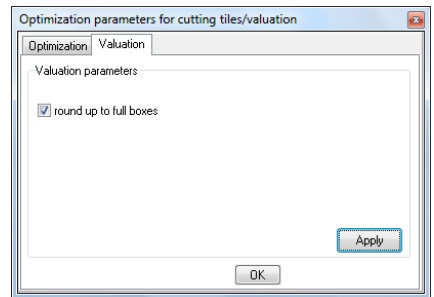 Optimization parameters for cutting tiles/valuation
Optimization Valuation
Valuation parameters
round up to full boxes
Apply
OK